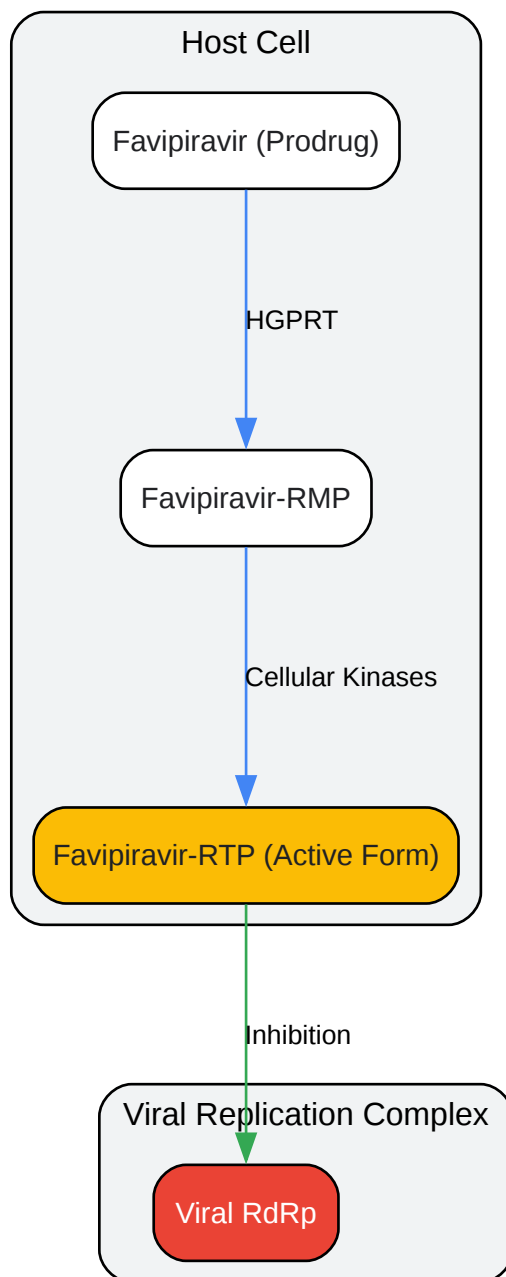 Host Cell
Favipiravir (Prodrug)
HGPRT
Favipiravir-RMP
Cellular Kinases
Favipiravir-RTP (Active Form)
Inhibition
Viral Replication Complex
Viral RdRp